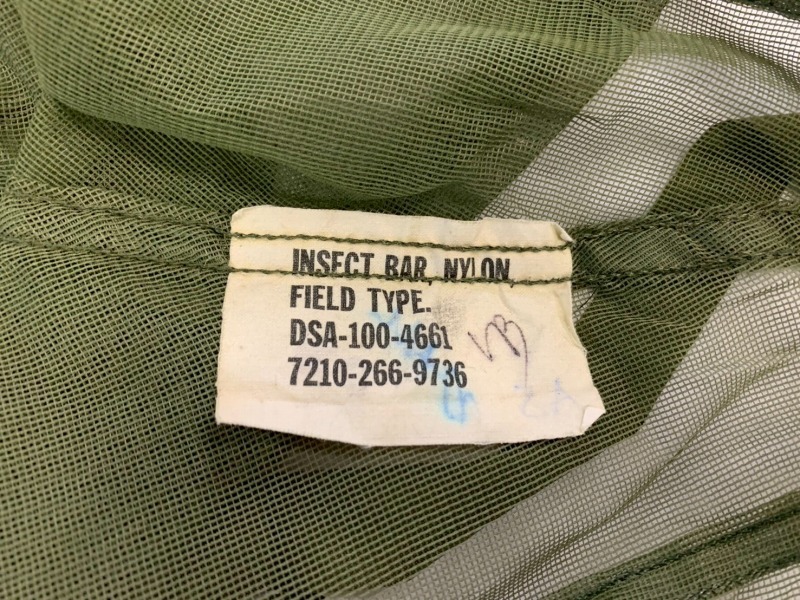 INSECT BAR, NYLON,
FIELD TYPE.
DSA-100-4661
7210-266-9736